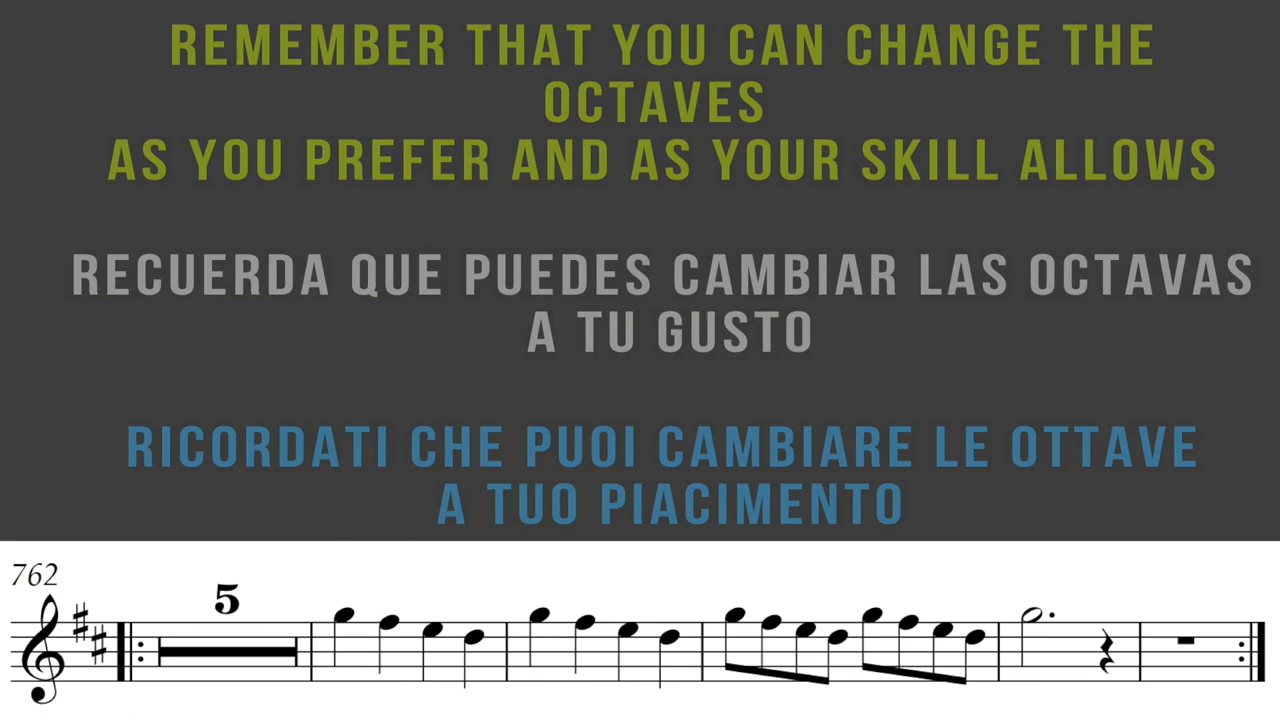 REMEMBER THAT YOU CAN CHANGE THE
OCTAVES
AS YOU PREFER AND AS YOUR SKILL ALLOWS
RECUERDA QUE PUEDES CAMBIAR LAS OCTAVAS
A TU GUSTO
RICORDATI CHE PUOI CAMBIARE LE OTTAVE
A TUO PIACIMENTO
762
5